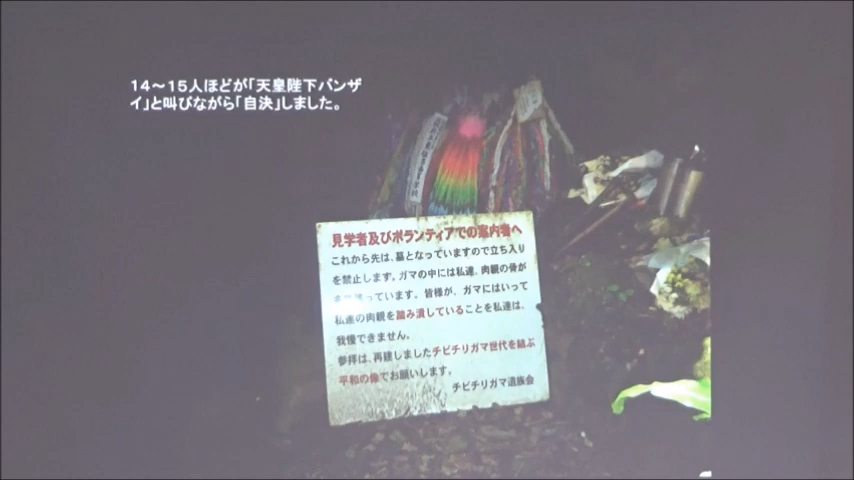 １４～１５人ほどが「天皇陛下バンザ
イ」と叫びながら「自決」しました。
見学者及びボランティアでの案内者へ
これから先は、墓となっていますので立ち入り
を禁止します。ガマの中には私達、肉親の骨が
っています。皆様が、ガマにはいって
私達の肉親を踏み潰していることを私達は、
我慢できません。
参拝は、再建しましたチビチリガマ世代を結ぶ
平和の像でお願いします。
チビチリガマ遺族会